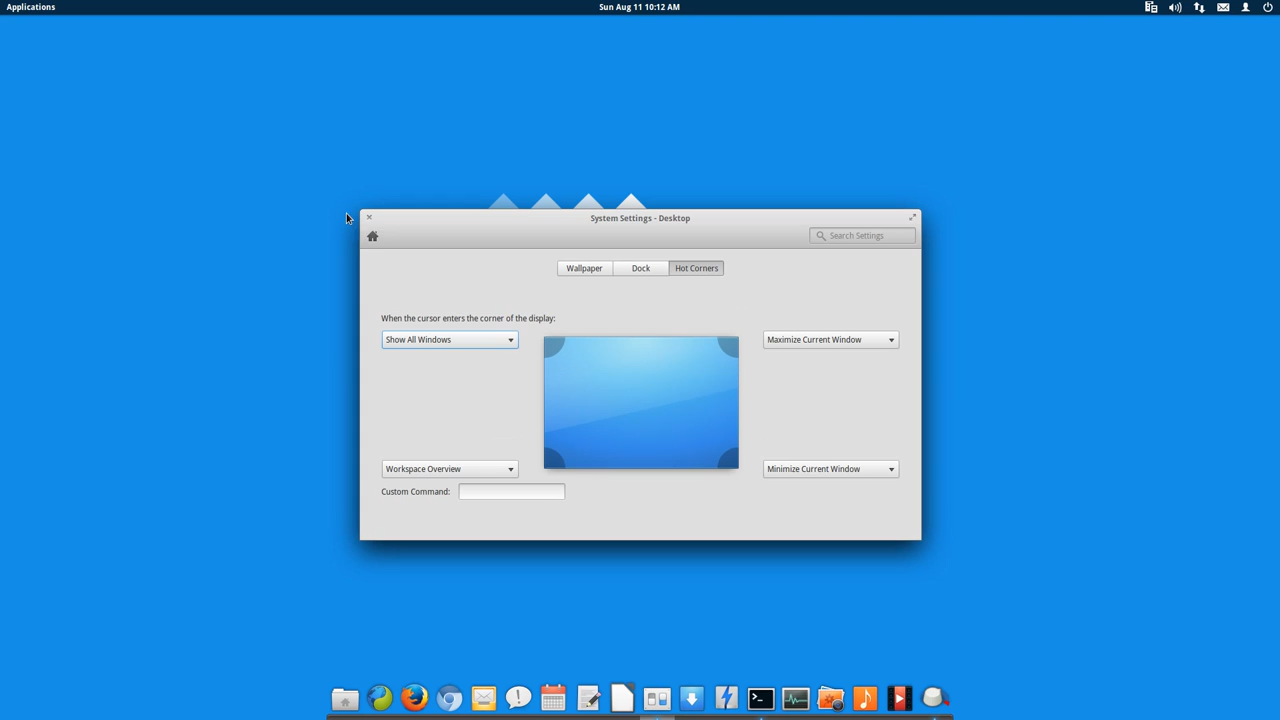 Applications
Sun Aug 11 10:12 AM
System Settings - Desktop
Search Settings
Wallpaper
Dock
Hot Corners
When the cursor enters the corner of the display:
Show All Windows
Maximize Current Window
Workspace Overview
Minimize Current Window
Custom Command: